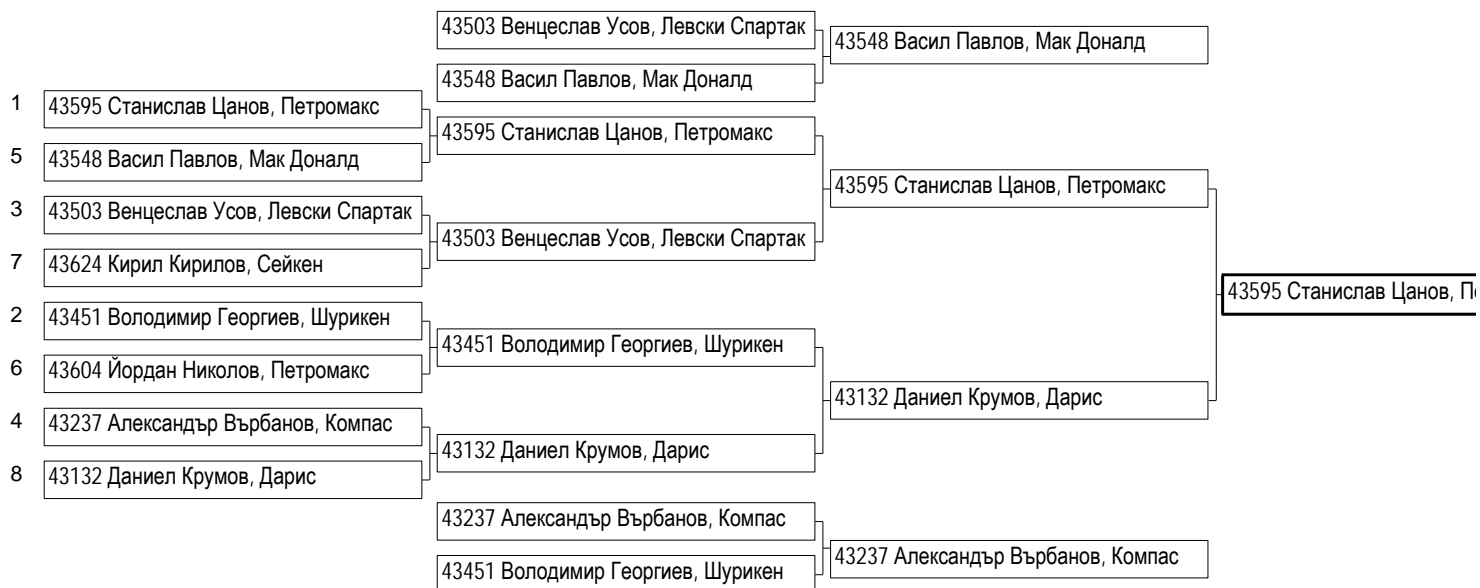 43503 Венцеслав Усов, Левски Спартак
43548 Васил Павлов, Мак Доналд
43548 Васил Павлов, Мак Доналд
1 43595 Станислав Цанов, Петромакс
43595 Станислав Цанов, Петромакс
5 43548 Васил Павлов, Мак Доналд
43595 Станислав Цанов, Петромакс
3 43503 Венцеслав Усов, Левски Спартак
43503 Венцеслав Усов, Левски Спартак
7 43624 Кирил Кирилов, Сейкен
43595 Станислав Цанов,
2 43451 Володимир Георгиев, Шурикен
43451 Володимир Георгиев, Шурикен
6 43604 Йордан Николов, Петромакс
43132 Даниел Крумов, Дарис
4 43237 Александър Върбанов, Компас
43132 Даниел Крумов, Дарис
8 43132 Даниел Крумов, Дарис
43237 Александър Върбанов, Компас
43237 Александър Върбанов, Компас
43451 Володимир Георгиев, Шурикен